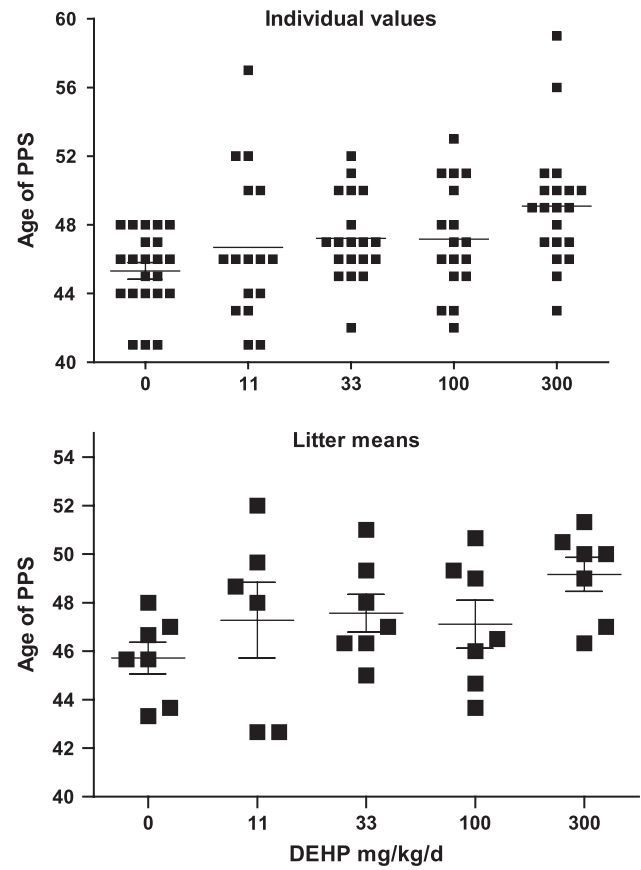 Individual values
Age of PPS
60
56
52
48
44
40
0 11 33 100 300
Litter means
Age of PPS
54
52
50
48
46
44
42
40
0 11 33 100 300
DEHP mg/kg/d